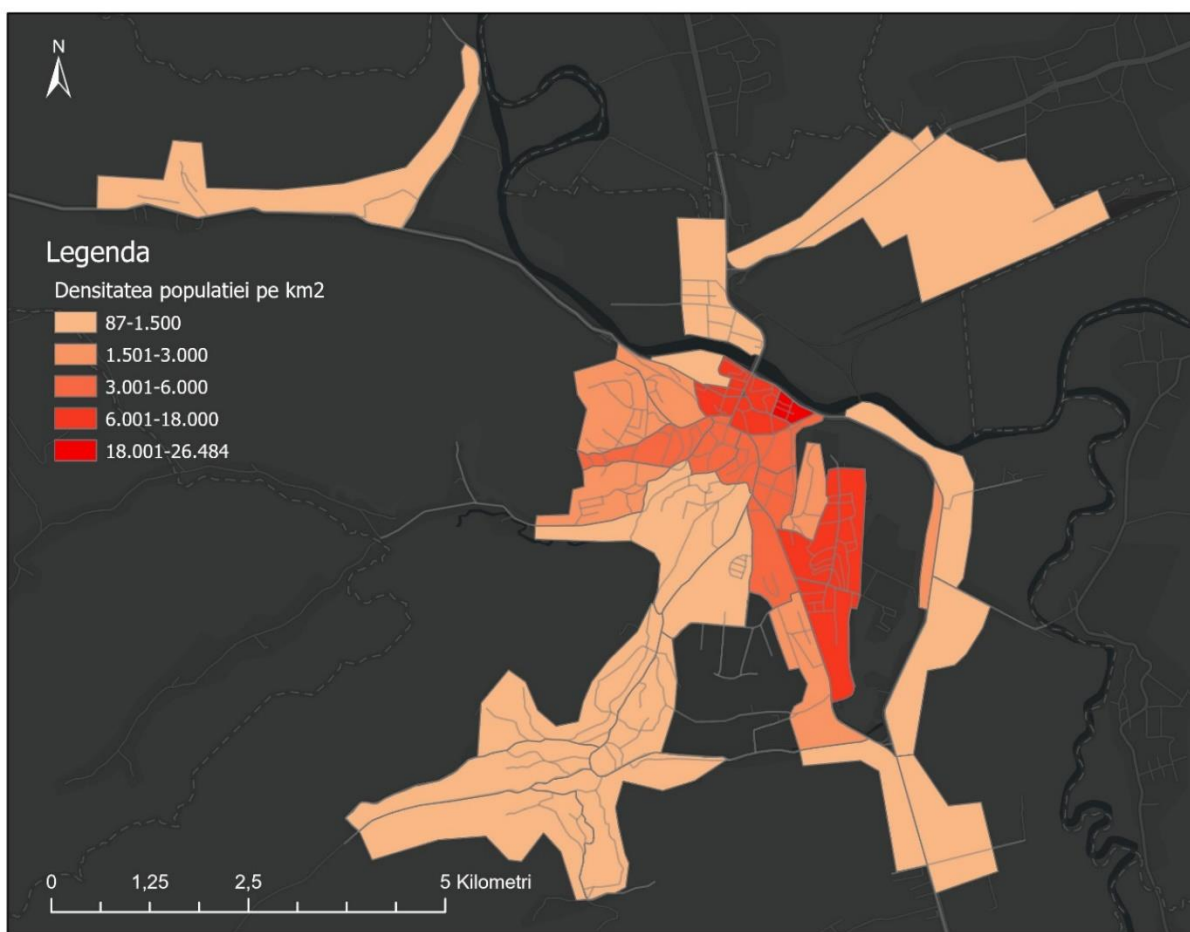 N
Legenda
Densitatea populatiei pe km2
87-1.500
1.501-3.000
3.001-6.000
6.001-18.000
18.001-26.484
0 1,25 2,5 5 Kilometri